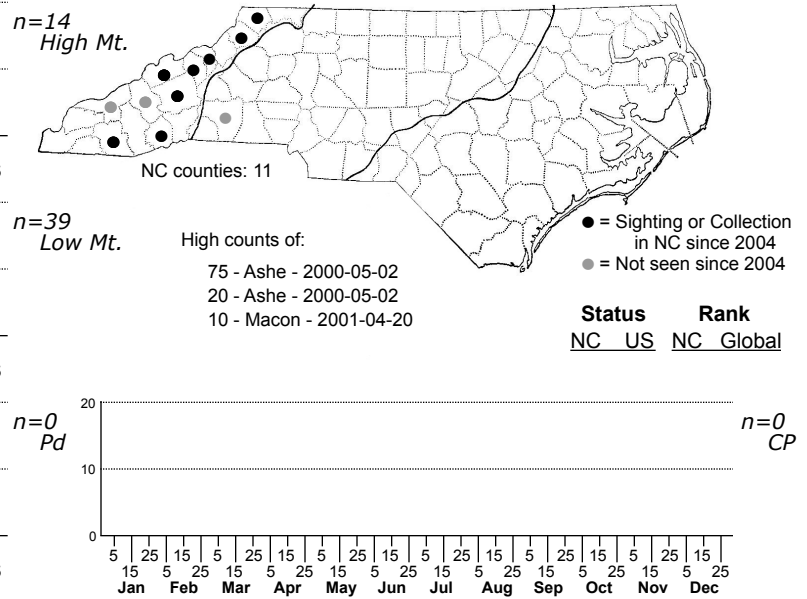 n=14
High Mt.
NC counties: 11
n=39
Low Mt.
High counts of:
75 - Ashe - 2000-05-02
20 - Ashe - 2000-05-02
10 - Macon - 2001-04-20
● = Sighting or Collection
in NC since 2004
● = Not seen since 2004
Status Rank
NC US NC Global
n=0
Pd
n=0
CP
20
10
0
5 25 15 5 25 15 5 25 15 5 25 15 5 25 15 5 25 15
15 5 25 15 5 25 15 5 25 15 5 25 15 5 25 15 5 25
Jan Feb Mar Apr May Jun Jul Aug Sep Oct Nov Dec